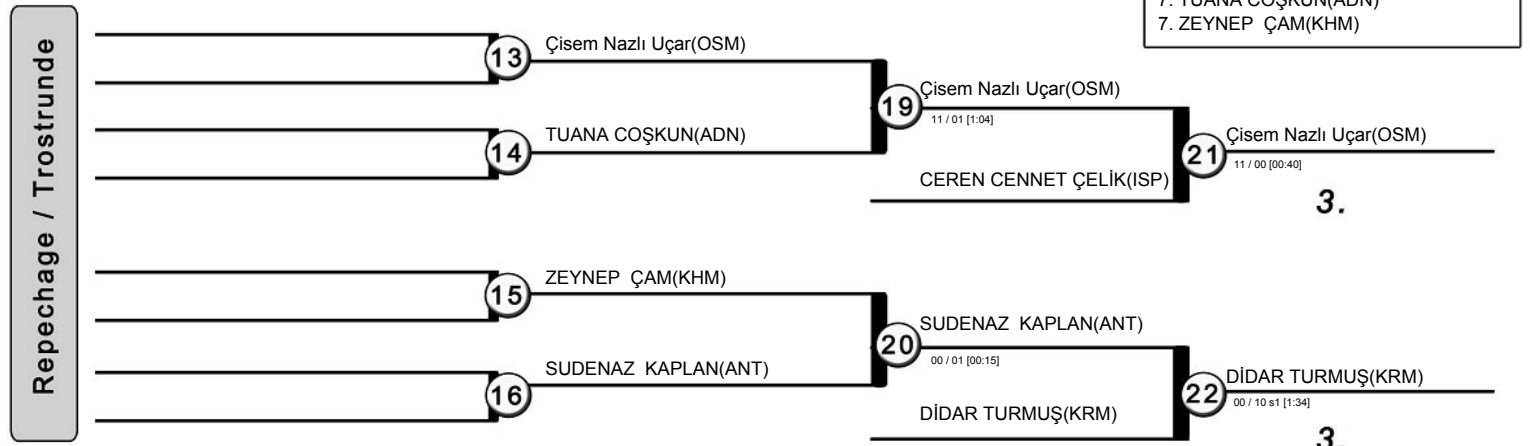 7. TUANA COŞKUN(ADN)
7. ZEYNEP ÇAM(KHM)
Repechage / Trostrunde
13
Çisem Nazlı Uçar(OSM)
14
TUANA COŞKUN(ADN)
19
Çisem Nazlı Uçar(OSM)
11 / 01 [1:04]
CEREN CENNET ÇELİK(ISP)
21
Çisem Nazlı Uçar(OSM)
11 / 00 [00:40]
3.
15
ZEYNEP ÇAM(KHM)
16
SUDENAZ KAPLAN(ANT)
20
SUDENAZ KAPLAN(ANT)
00 / 01 [00:15]
DİDAR TURMUŞ(KRM)
22
DİDAR TURMUŞ(KRM)
00 / 10 s1 [1:34]
3.